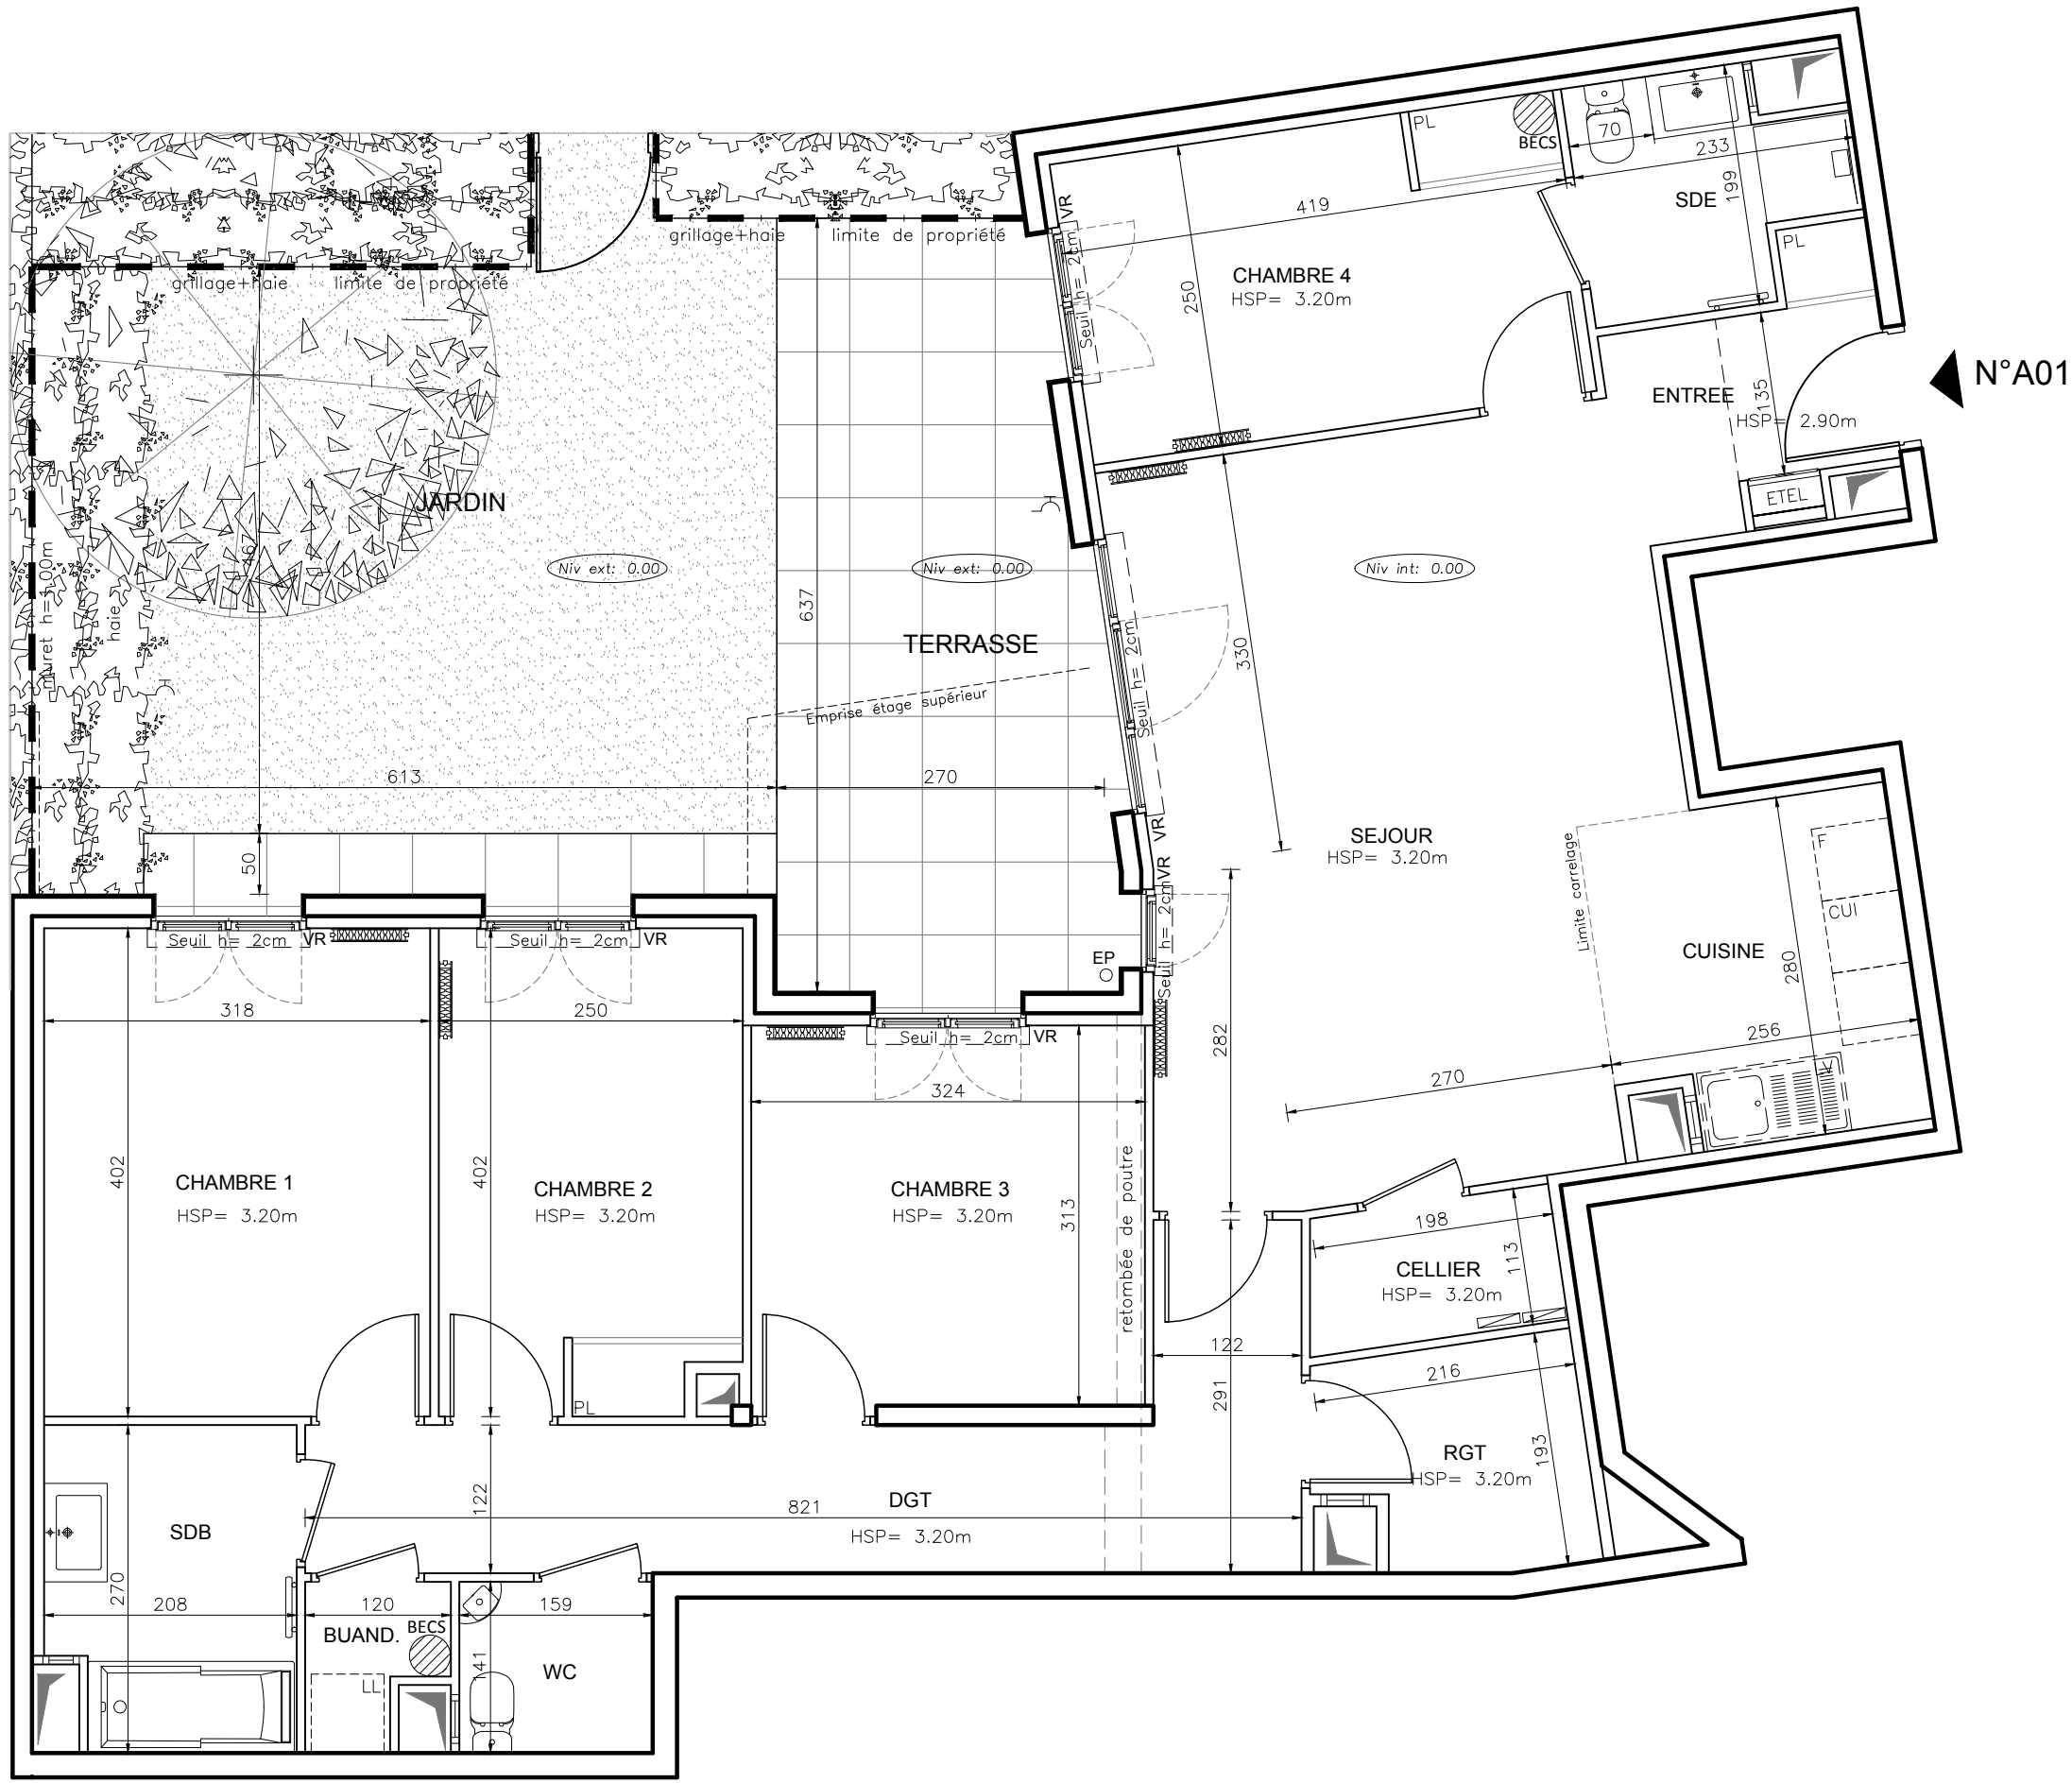 PL
BECS
70
233
VR
419
199
SDE
grillage+haie
limite de propriété
PL
grillage+haie
limite de propriété
Seuil h= 2cm
250
CHAMBRE 4
HSP= 3.20m
N°A01
ENTREE
135
HSP= 2.90m
JARDIN
ETEL
467
Niv ext: 0.00
Niv ext: 0.00
Niv int: 0.00
muret h=1.00m
haie
637
TERRASSE
330
Seuil h= 2cm
Emprise étage supérieur
613
270
VR
SEJOUR
HSP= 3.20m
Limite carrelage
F
50
VR
CUI
Seuil h= 2cm
VR
Seuil h= 2cm
VR
Seuil h= 2cm
EP
CUISINE
280
318
250
Seuil h= 2cm
VR
282
256
324
270
LV
402
402
CHAMBRE 1
HSP= 3.20m
CHAMBRE 2
HSP= 3.20m
CHAMBRE 3
HSP= 3.20m
313
retombée de poutre
198
113
CELLIER
HSP= 3.20m
122
216
291
PL
RGT
HSP= 3.20m
193
122
821
DGT
HSP= 3.20m
SDB
270
208
120
159
BUAND.
BECS
141
WC
LL